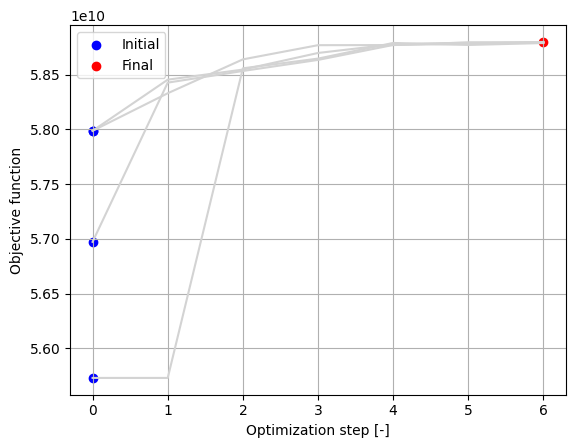 1e10
Initial
Final
5.85
5.80
5.75
5.70
5.65
5.60
Objective function
0 1 2 3 4 5 6
Optimization step [-]